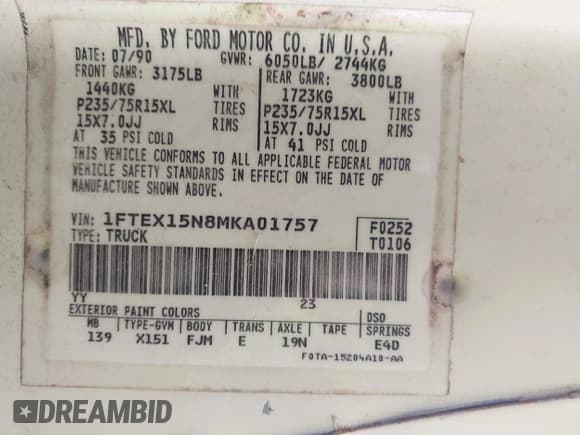 MFD. BY FORD MOTOR CO. IN U.S.A.
DATE: 07/90 GVWR: 6050LB/ 2744KG
FRONT GAWR: 3175LB REAR GAWR: 3800LB
1440KG WITH 1723KG WITH
P235/75R15XL TIRES P235/75R15XL TIRES
15X7.0JJ RIMS 15X7.0JJ RIMS
AT 35 PSI COLD AT 41 PSI COLD
THIS VEHICLE CONFORMS TO ALL APPLICABLE FEDERAL MOTOR
VEHICLE SAFETY STANDARDS IN EFFECT ON THE DATE OF
MANUFACTURE SHOWN ABOVE.
VIN: 1FTEX15N8MKA01757 F0252
TYPE: TRUCK T0106
YY 23
EXTERIOR PAINT COLORS DSO
WB TYPE-GVM BODY TRANS AXLE TAPE SPRINGS
139 X151 FJM E 19N E4D
F0TA-15204A10-AA
DREAMBID